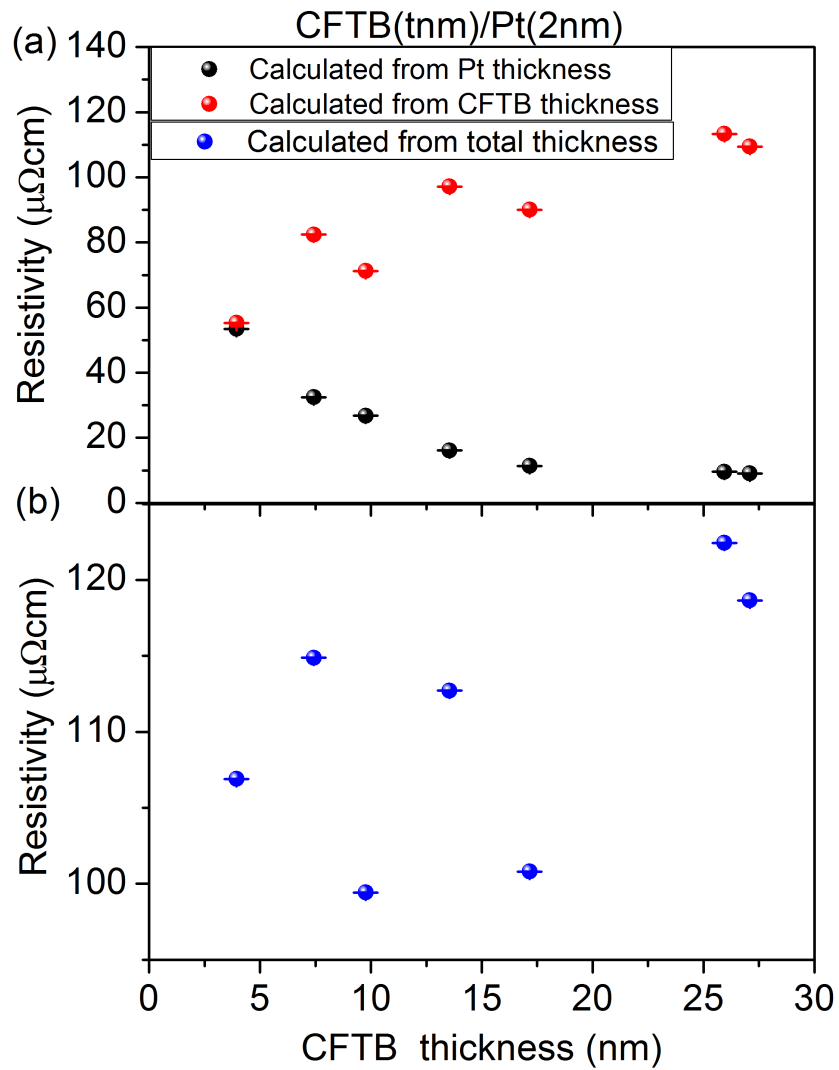 CFTB(tnm)/Pt(2nm)
(a)
140
120
100
80
60
40
20
0
Resistivity (μΩcm)
Calculated from Pt thickness
Calculated from CFTB thickness
Calculated from total thickness
(b)
120
110
100
Resistivity (μΩcm)
0 5 10 15 20 25 30
CFTB thickness (nm)